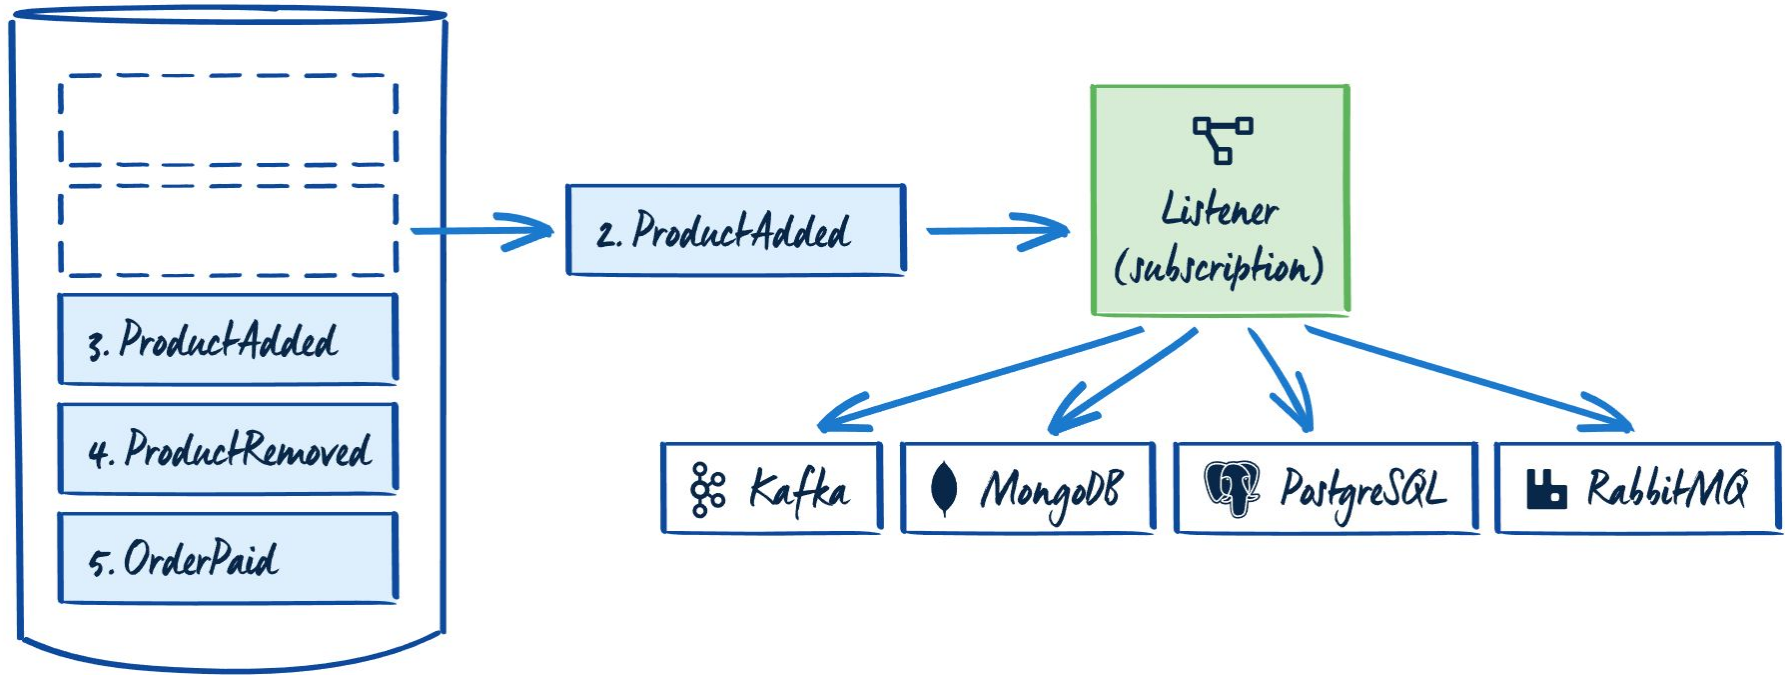 2. ProductAdded
Listener
(subscription)
3. ProductAdded
4. ProductRemoved
5. OrderPaid
Kafka
MongoDB
PostgreSQL
RabbitMQ